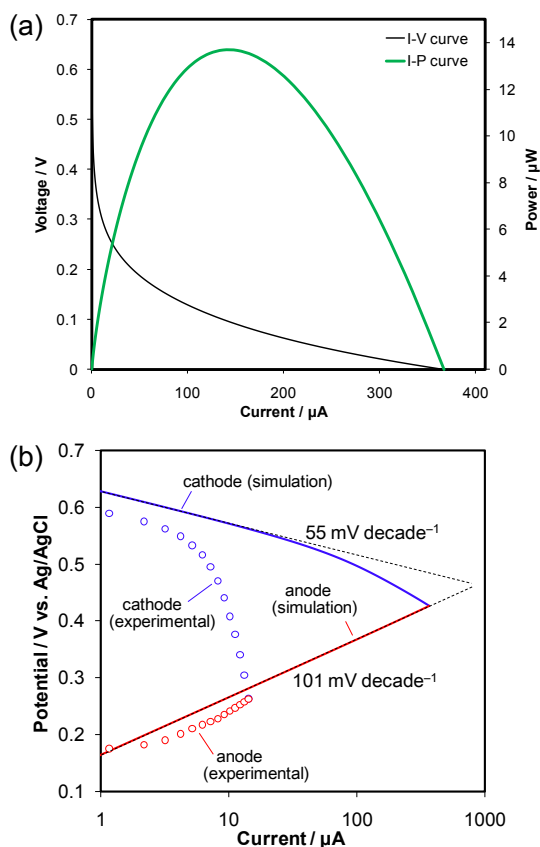 (a)
I-V curve
I-P curve
Voltage / V
0.7
0.6
0.5
0.4
0.3
0.2
0.1
0
Power / µW
14
12
10
8
6
4
2
0
0 100 200 300 400
Current / µA
(b)
Potential / V vs. Ag/AgCl
0.7
0.6
0.5
0.4
0.3
0.2
0.1
cathode (simulation)
55 mV decade⁻¹
anode
(simulation)
cathode
(experimental)
101 mV decade⁻¹
anode
(experimental)
1 10 100 1000
Current / µA